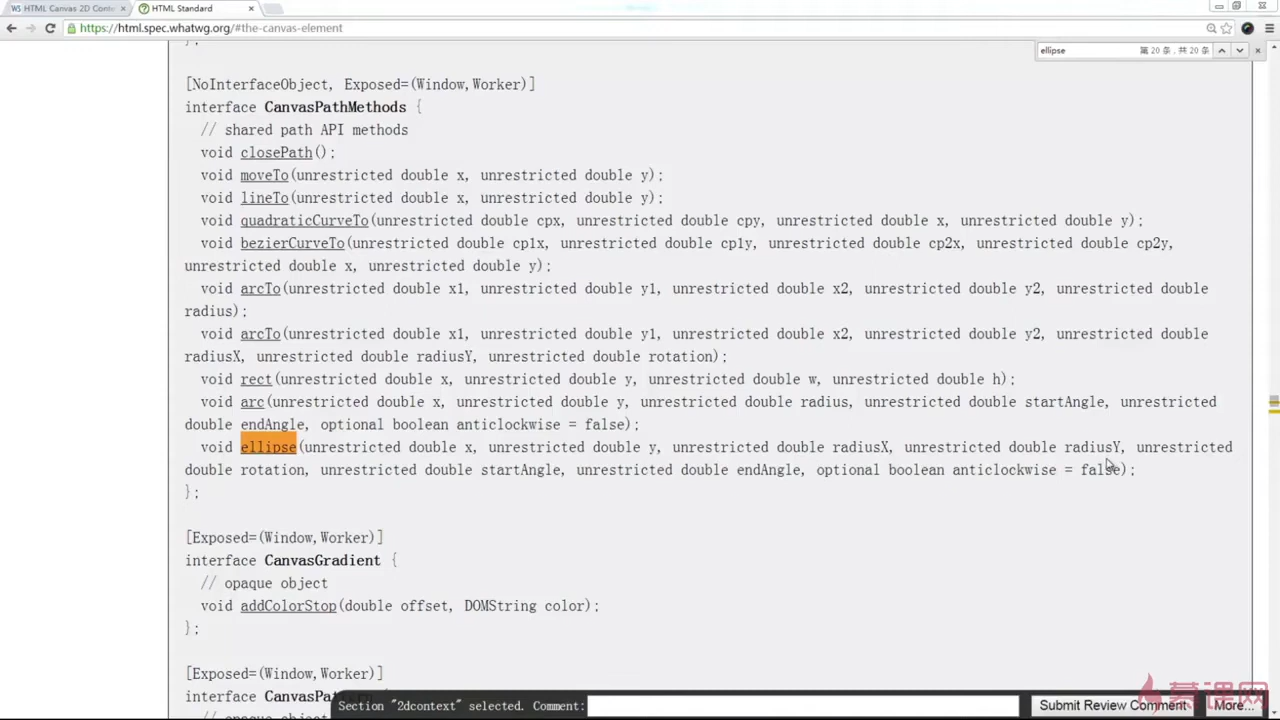 HTML Canvas 2D Cont
HTML Standard
https://html.spec.whatwg.org/#the-canvas-element
ellipse
第 20 条，共 20 条
};
[NoInterfaceObject, Exposed=(Window,Worker)]
interface CanvasPathMethods {
// shared path API methods
void closePath();
void moveTo(unrestricted double x, unrestricted double y);
void lineTo(unrestricted double x, unrestricted double y);
void quadraticCurveTo(unrestricted double cpx, unrestricted double cpy, unrestricted double x, unrestricted double y);
void bezierCurveTo(unrestricted double cp1x, unrestricted double cp1y, unrestricted double cp2x, unrestricted double cp2y,
unrestricted double x, unrestricted double y);
void arcTo(unrestricted double x1, unrestricted double y1, unrestricted double x2, unrestricted double y2, unrestricted double
radius);
void arcTo(unrestricted double x1, unrestricted double y1, unrestricted double x2, unrestricted double y2, unrestricted double
radiusX, unrestricted double radiusY, unrestricted double rotation);
void rect(unrestricted double x, unrestricted double y, unrestricted double w, unrestricted double h);
void arc(unrestricted double x, unrestricted double y, unrestricted double radius, unrestricted double startAngle, unrestricted
double endAngle, optional boolean anticlockwise = false);
void ellipse(unrestricted double x, unrestricted double y, unrestricted double radiusX, unrestricted double radiusY, unrestricted
double rotation, unrestricted double startAngle, unrestricted double endAngle, optional boolean anticlockwise = false);
};
[Exposed=(Window,Worker)]
interface CanvasGradient {
// opaque object
void addColorStop(double offset, DOMString color);
};
[Exposed=(Window,Worker)]
interface CanvasPattern {
// opaque object
Section "2dcontext" selected. Comment:
Submit Review Comment
More...
慕课网